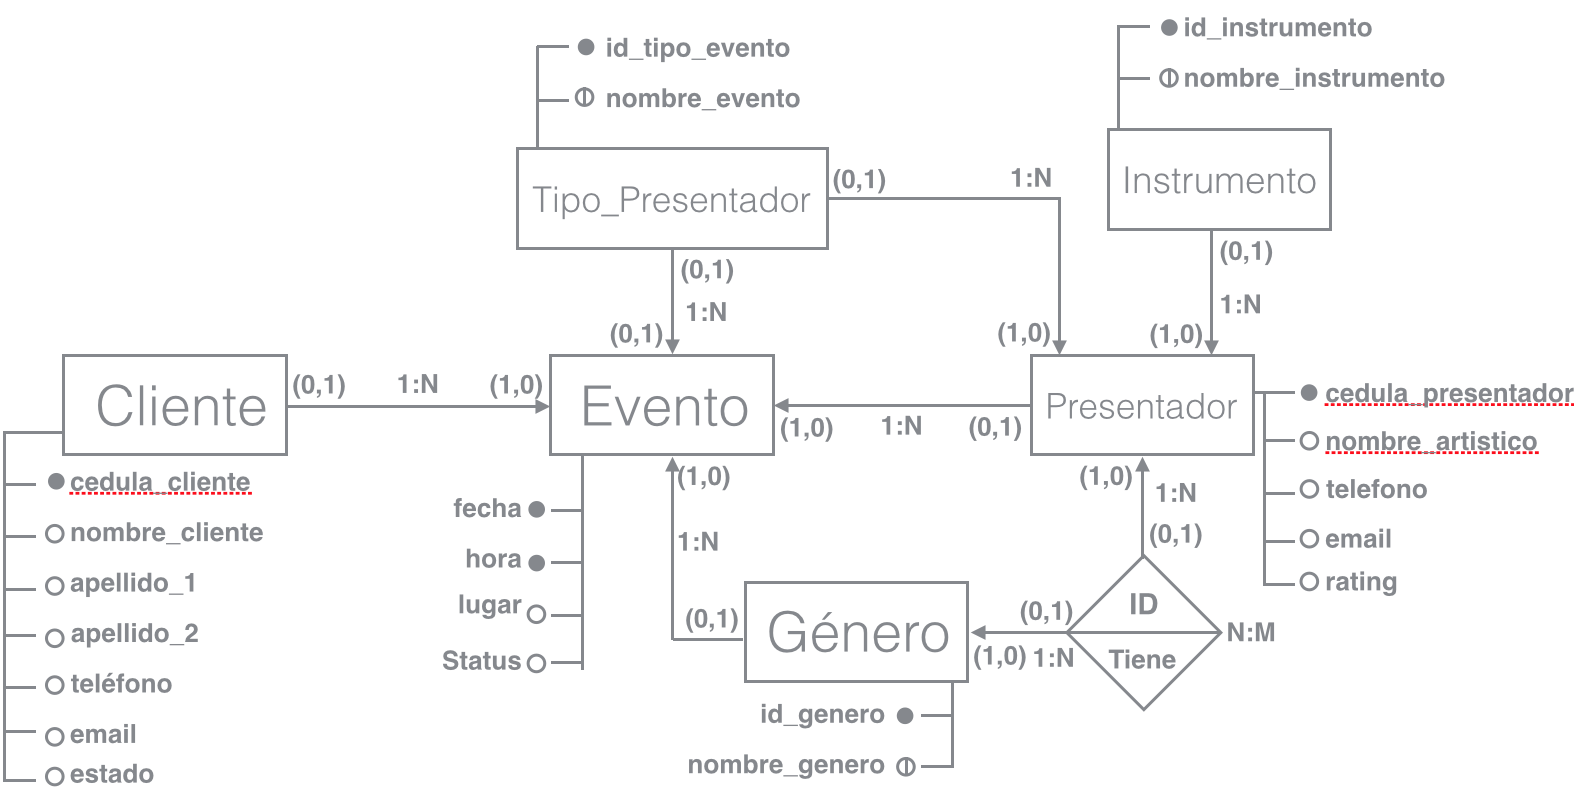 id_tipo_evento
nombre_evento
id_instrumento
nombre_instrumento
Tipo_Presentador
(0,1)
1:N
Instrumento
(0,1)
1:N
(0,1)
(0,1)
1:N
(1,0)
(1,0)
Cliente
(0,1)
1:N
(1,0)
Evento
(1,0)
1:N
(0,1)
Presentador
cedula_presentador
nombre_artistico
telefono
email
rating
cedula_cliente
nombre_cliente
apellido_1
apellido_2
teléfono
email
estado
fecha
hora
lugar
Status
(1,0)
1:N
(0,1)
Género
(1,0)
1:N
(0,1)
ID
Tiene
N:M
(0,1)
(1,0) 1:N
id_genero
nombre_genero